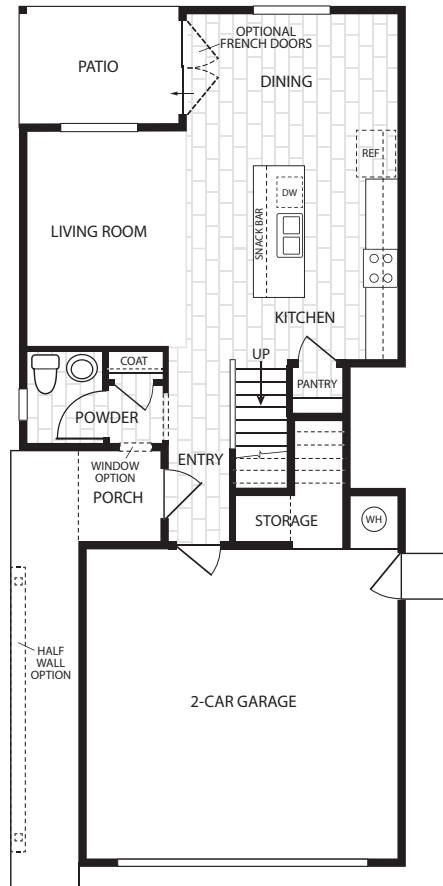 OPTIONAL
FRENCH DOORS
PATIO
DINING
REF
DW
SNACK BAR
LIVING ROOM
KITCHEN
UP
COAT
PANTRY
POWDER
WINDOW
OPTION
ENTRY
PORCH
STORAGE
WH
HALF
WALL
OPTION
2-CAR GARAGE